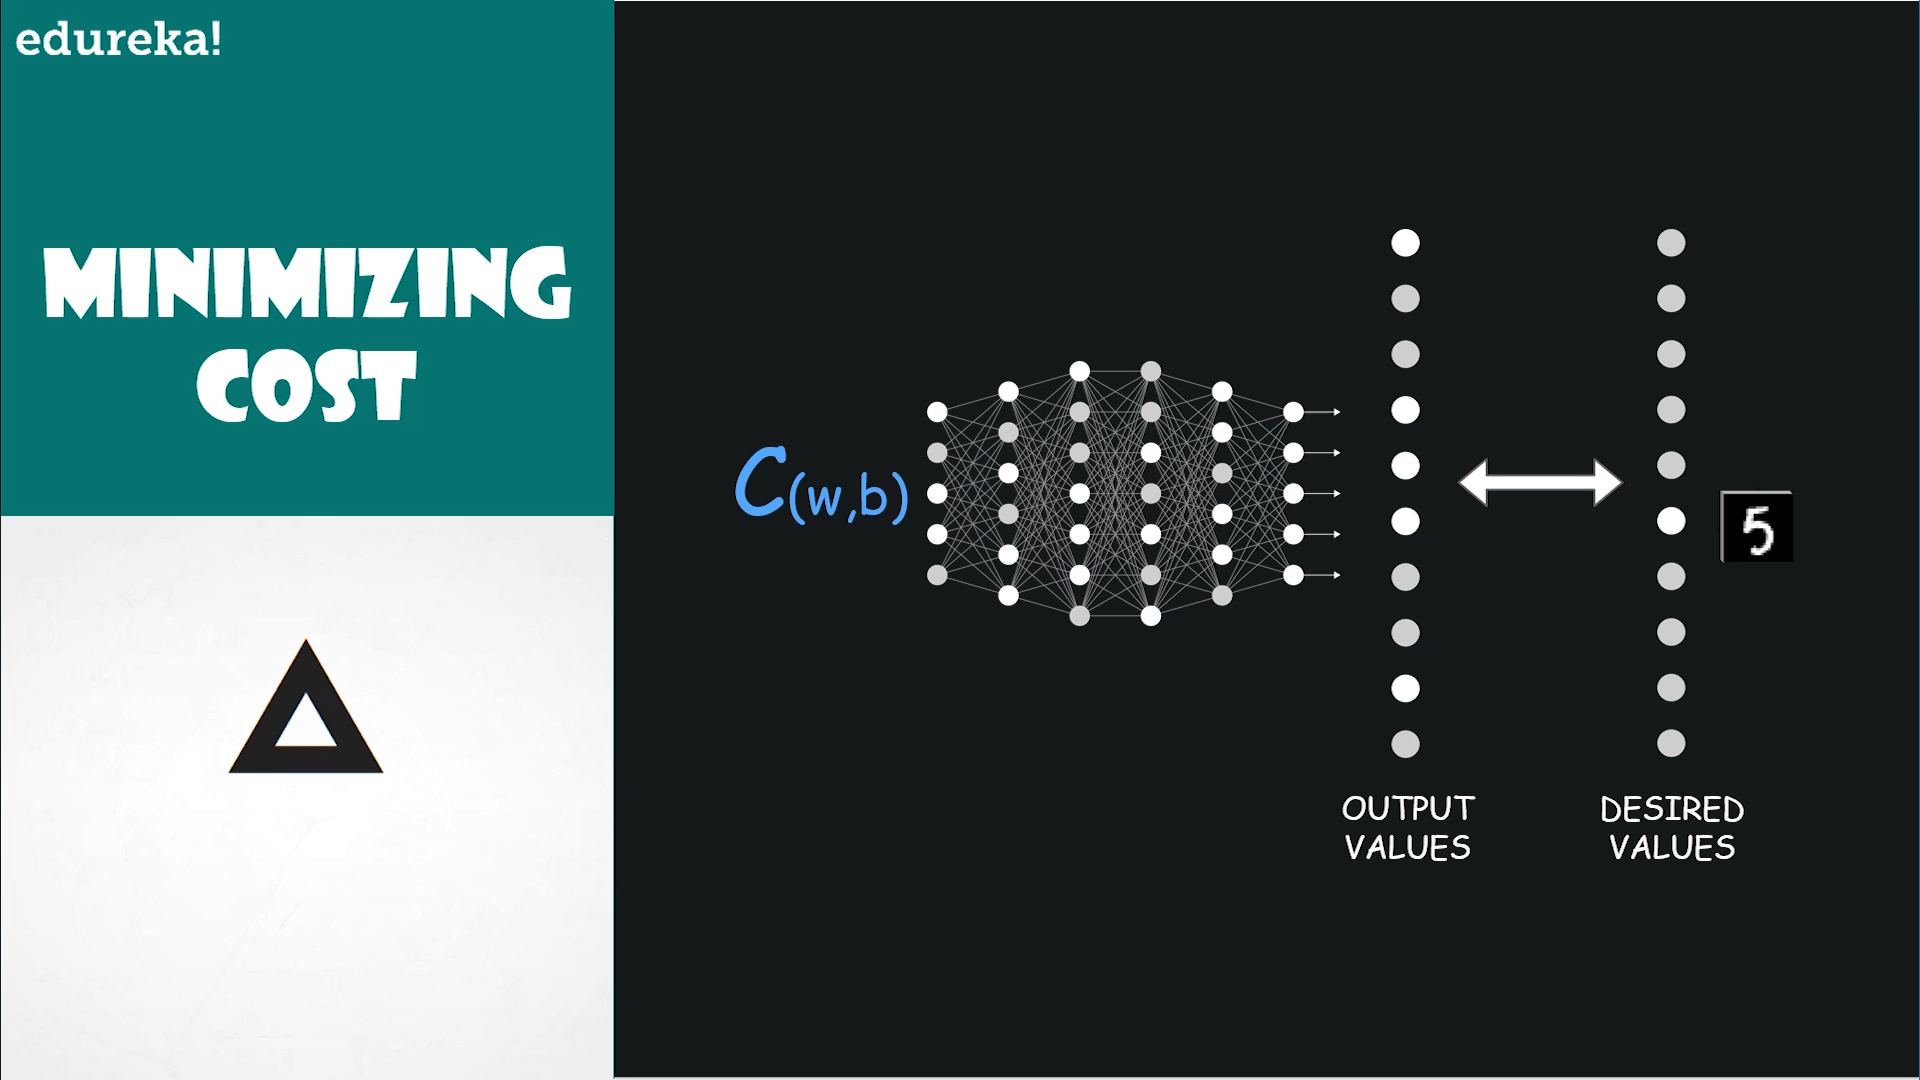 edureka!
MINIMIZING
COST
C(w,b)
5
OUTPUT
VALUES
DESIRED
VALUES